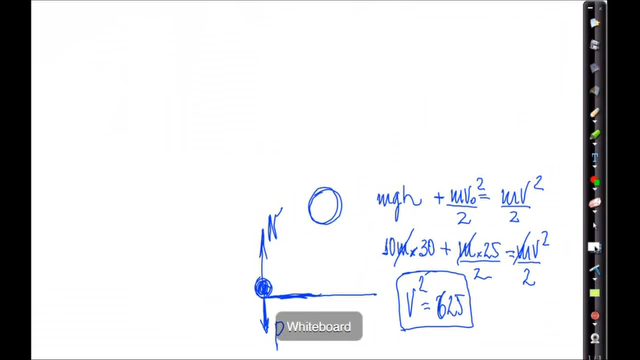 mgh + mv₀²/2 = mv²/2
N
10m×30 + m×25/2 = mv²/2
v² = 625
P
Whiteboard
T